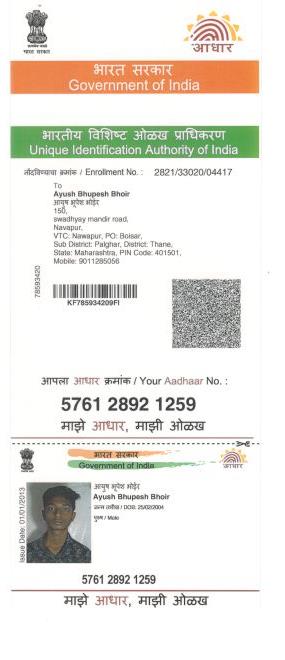 भारत सरकार
आधार
भारत सरकार
Government of India
भारतीय विशिष्ट ओळख प्राधिकरण
Unique Identification Authority of India
नोंदविण्याचा क्रमांक / Enrollment No. : 2821/33020/04417
To
Ayush Bhupesh Bhoir
आयुष भूपेश भोईर
150,
swadhyay mandir road,
Navapur,
VTC: Nawapur, PO: Boisar,
Sub District: Palghar, District: Thane,
State: Maharashtra, PIN Code: 401501,
Mobile: 9011285056
78593420
KF785934209FI
आपला आधार क्रमांक / Your Aadhaar No. :
5761 2892 1259
माझे आधार, माझी ओळख
भारत सरकार
Government of India
आधार
Issue Date: 01/01/2013
आयुष भूपेश भोईर
Ayush Bhupesh Bhoir
जन्म तारीख / DOB: 25/02/2004
पुरुष / Male
5761 2892 1259
माझे आधार, माझी ओळख